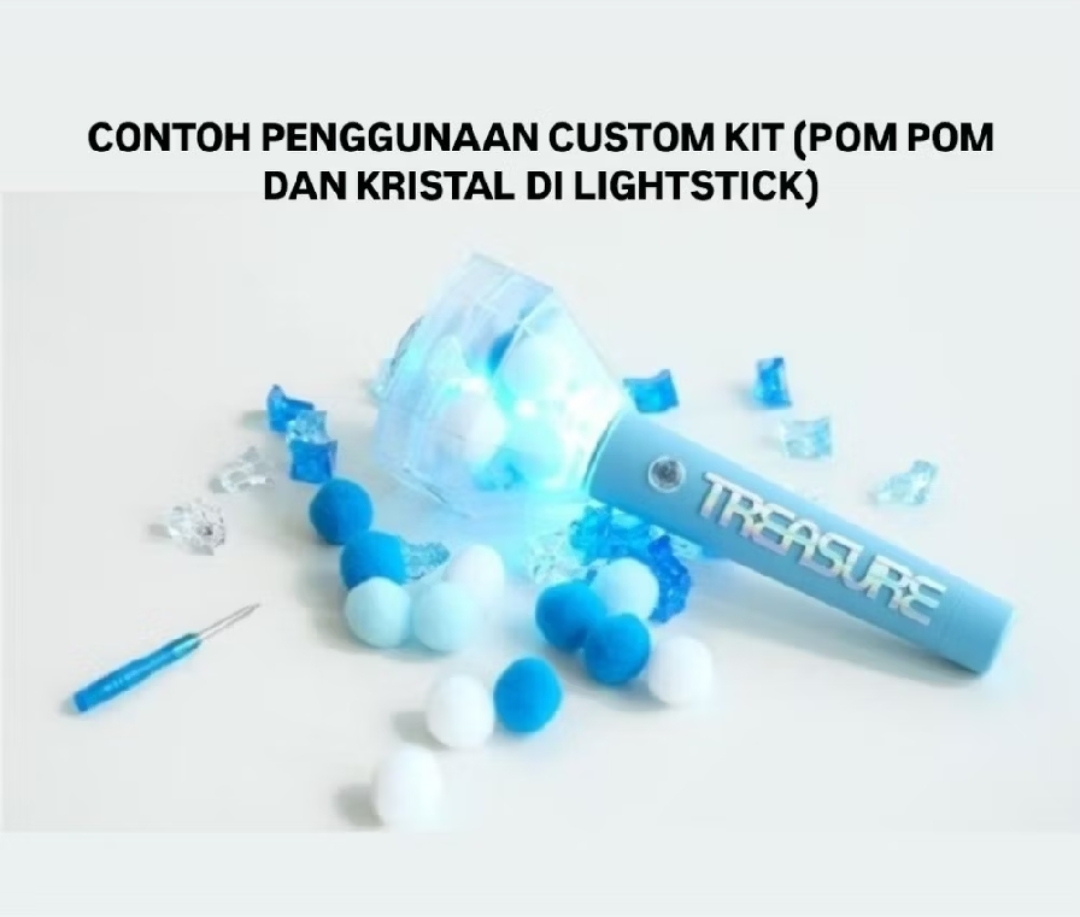 CONTOH PENGGUNAAN CUSTOM KIT (POM POM
DAN KRISTAL DI LIGHTSTICK)
TREASURE